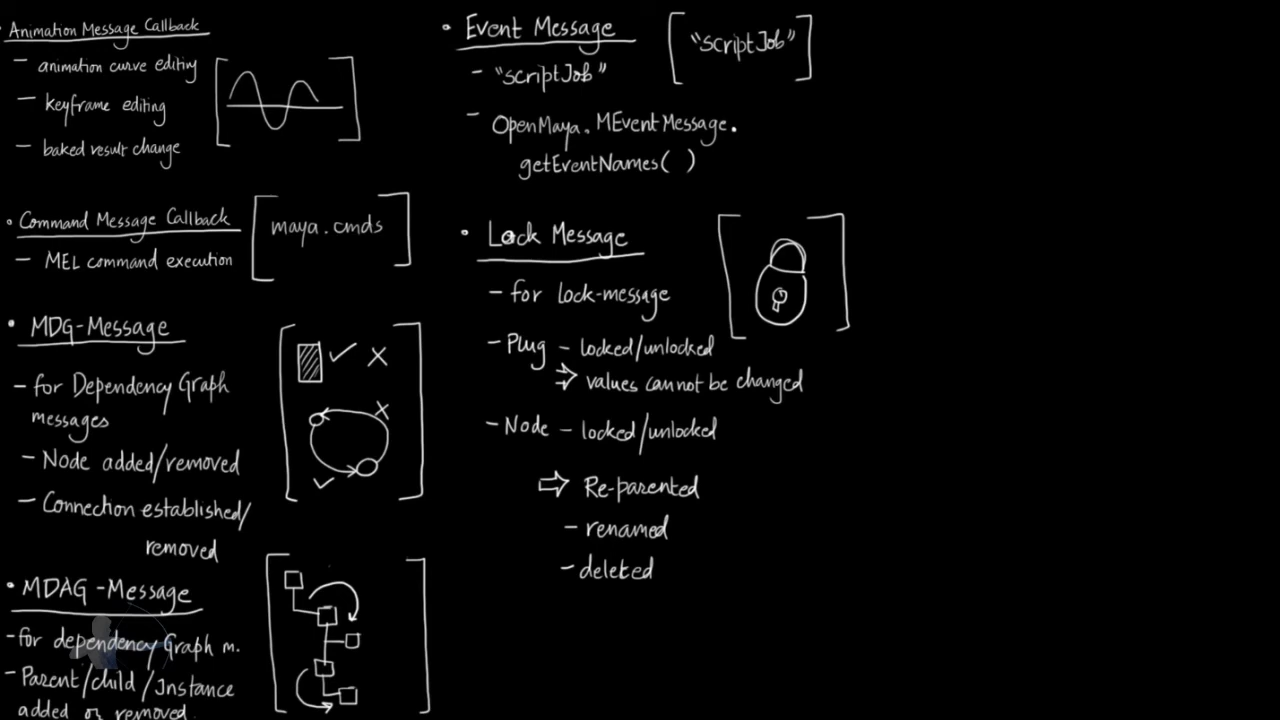 • Animation Message Callback
- animation curve editing
- keyframe editing
- baked result change
• Command Message Callback
- MEL command execution
[maya.cmds]
• MDG-Message
- for Dependency Graph
messages
- Node added/removed
- Connection established/
removed
• MDAG -Message
- for dependency Graph m.
- Parent/child/Instance
added or removed
• Event Message
["scriptJob"]
- "scriptJob"
- OpenMaya.MEventMessage.
getEventNames( )
• Lock Message
- for lock-message
- Plug - locked/unlocked
⇒ values cannot be changed
- Node - locked/unlocked
⇒ Re-parented
- renamed
- deleted